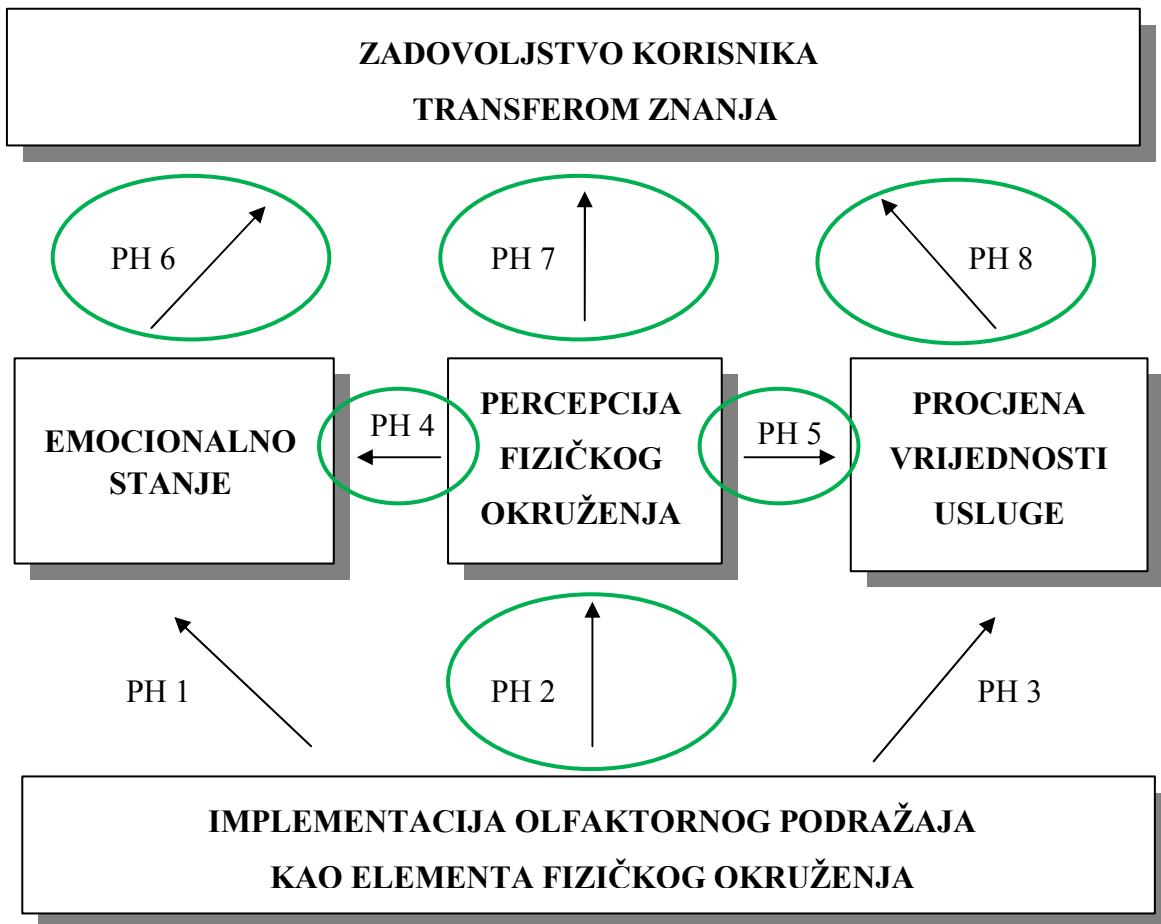 ZADOVOLJSTVO KORISNIKA
TRANSFEROM ZNANJA
PH 6
PH 7
PH 8
EMOCIONALNO
STANJE
PH 4
PERCEPCIJA
FIZIČKOG
OKRUŽENJA
PH 5
PROCJENA
VRIJEDNOSTI
USLUGE
PH 1
PH 2
PH 3
IMPLEMENTACIJA OLFAKTORNOG PODRAŽAJA
KAO ELEMENTA FIZIČKOG OKRUŽENJA